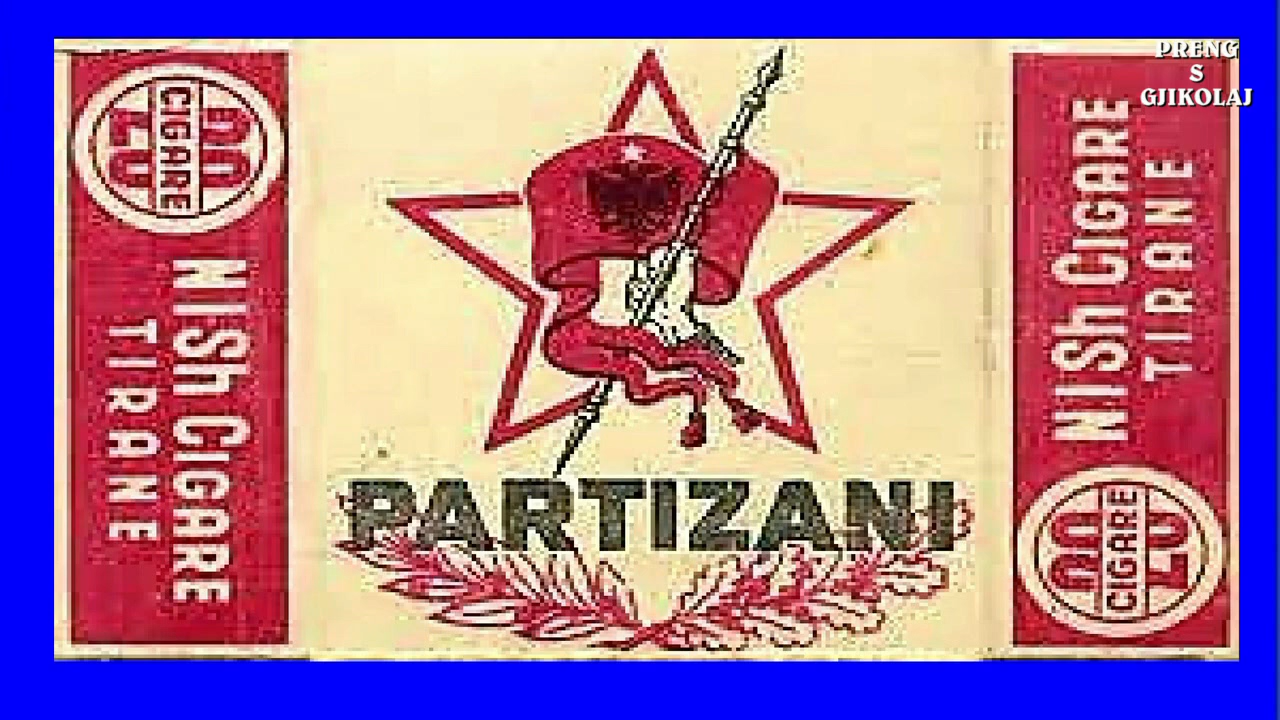 PRENG
S
GJIKOLAJ
20
CIGARE
NISh CIGARE
TIRANE
PARTIZANI
NISh CIGARE
TIRANE
20
CIGARE